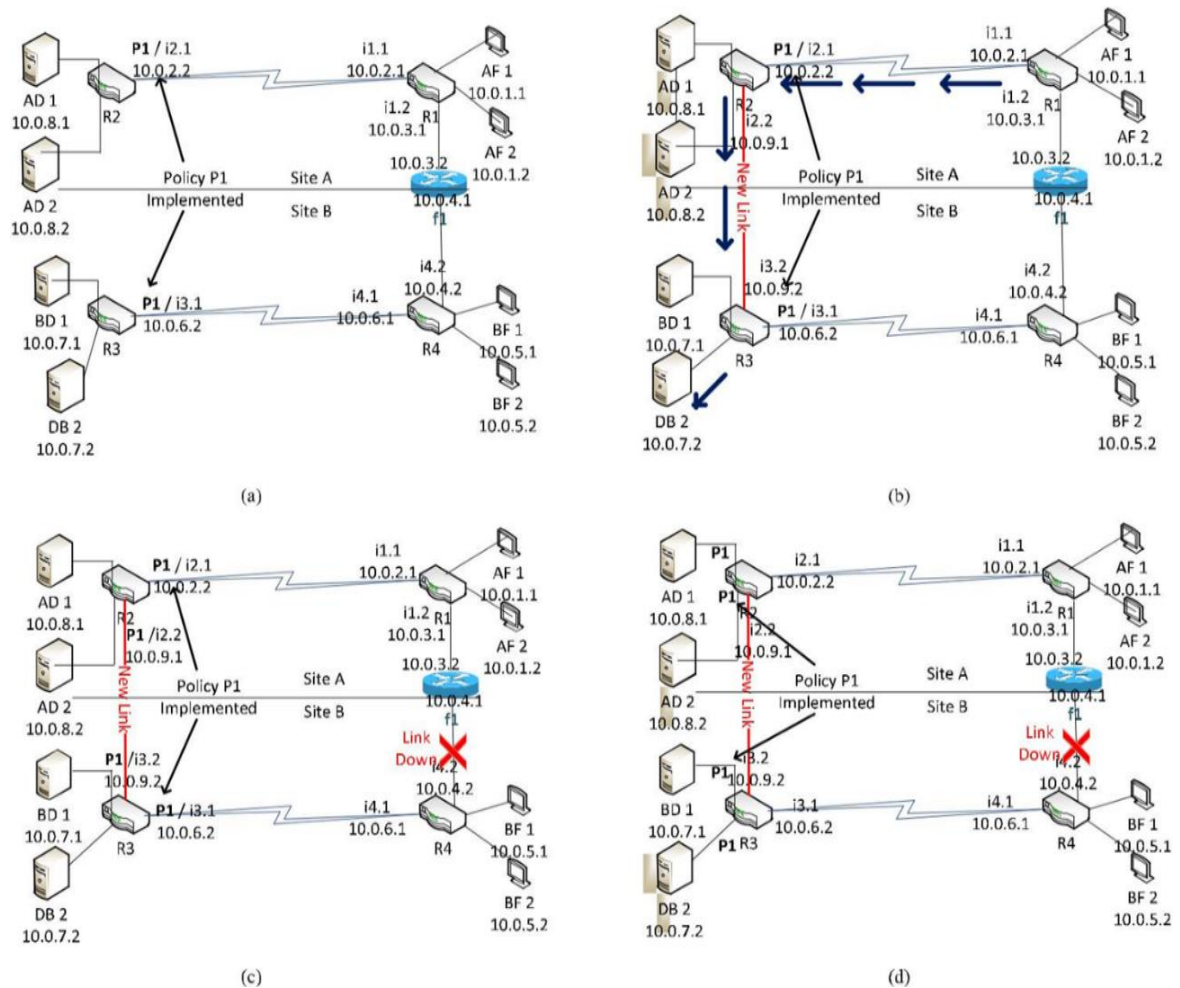 P1 / i2.1
10.0.2.2
i1.1
10.0.2.1
AF 1
10.0.1.1
AD 1
10.0.8.1
R2
i1.2
10.0.3.1
R1
AF 2
10.0.1.2
10.0.3.2
Policy P1
Implemented
Site A
Site B
10.0.4.1
f1
AD 2
10.0.8.2
i4.2
10.0.4.2
P1 / i3.1
10.0.6.2
i4.1
10.0.6.1
BF 1
10.0.5.1
BD 1
10.0.7.1
R3
R4
BF 2
10.0.5.2
DB 2
10.0.7.2
(a)
P1 / i2.1
10.0.2.2
i1.1
10.0.2.1
AF 1
10.0.1.1
AD 1
10.0.8.1
R2
i2.2
10.0.9.1
i1.2
10.0.3.1
R1
AF 2
10.0.1.2
10.0.3.2
New Link
Policy P1
Implemented
Site A
Site B
10.0.4.1
f1
AD 2
10.0.8.2
i3.2
10.0.9.2
i4.2
10.0.4.2
P1 / i3.1
10.0.6.2
i4.1
10.0.6.1
BF 1
10.0.5.1
BD 1
10.0.7.1
R3
R4
BF 2
10.0.5.2
DB 2
10.0.7.2
(b)
P1 / i2.1
10.0.2.2
i1.1
10.0.2.1
AF 1
10.0.1.1
AD 1
10.0.8.1
R2
P1 /i2.2
10.0.9.1
i1.2
10.0.3.1
R1
AF 2
10.0.1.2
10.0.3.2
New Link
Policy P1
Implemented
Site A
Site B
10.0.4.1
f1
AD 2
10.0.8.2
Link
Down
P1 /i3.2
10.0.9.2
i4.2
10.0.4.2
P1 / i3.1
10.0.6.2
i4.1
10.0.6.1
BF 1
10.0.5.1
BD 1
10.0.7.1
R3
R4
BF 2
10.0.5.2
DB 2
10.0.7.2
(c)
P1
i2.1
10.0.2.2
i1.1
10.0.2.1
AF 1
10.0.1.1
AD 1
10.0.8.1
P1
R2
i2.2
10.0.9.1
i1.2
10.0.3.1
R1
AF 2
10.0.1.2
10.0.3.2
New Link
Policy P1
Implemented
Site A
Site B
10.0.4.1
f1
AD 2
10.0.8.2
Link
Down
P1
i3.2
10.0.9.2
i4.2
10.0.4.2
i3.1
10.0.6.2
i4.1
10.0.6.1
BF 1
10.0.5.1
BD 1
10.0.7.1
P1
R3
R4
BF 2
10.0.5.2
DB 2
10.0.7.2
(d)